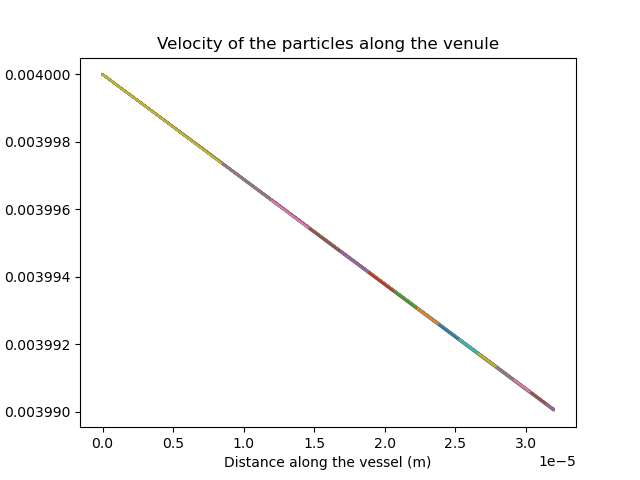 Velocity of the particles along the venule
0.004000
0.003998
0.003996
0.003994
0.003992
0.003990
0.0 0.5 1.0 1.5 2.0 2.5 3.0
1e−5
Distance along the vessel (m)